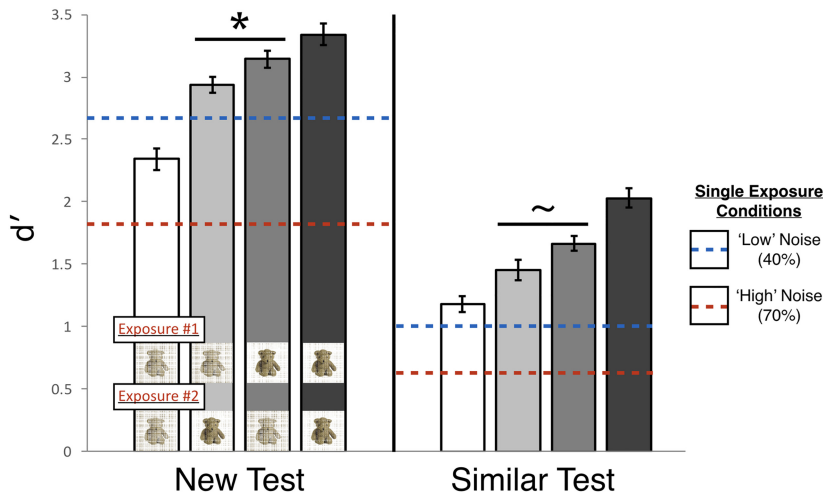 3.5
3
2.5
2
1.5
1
0.5
0
d′
*
~
Exposure #1
Exposure #2
New Test
Similar Test
Single Exposure
Conditions
'Low' Noise
(40%)
'High' Noise
(70%)